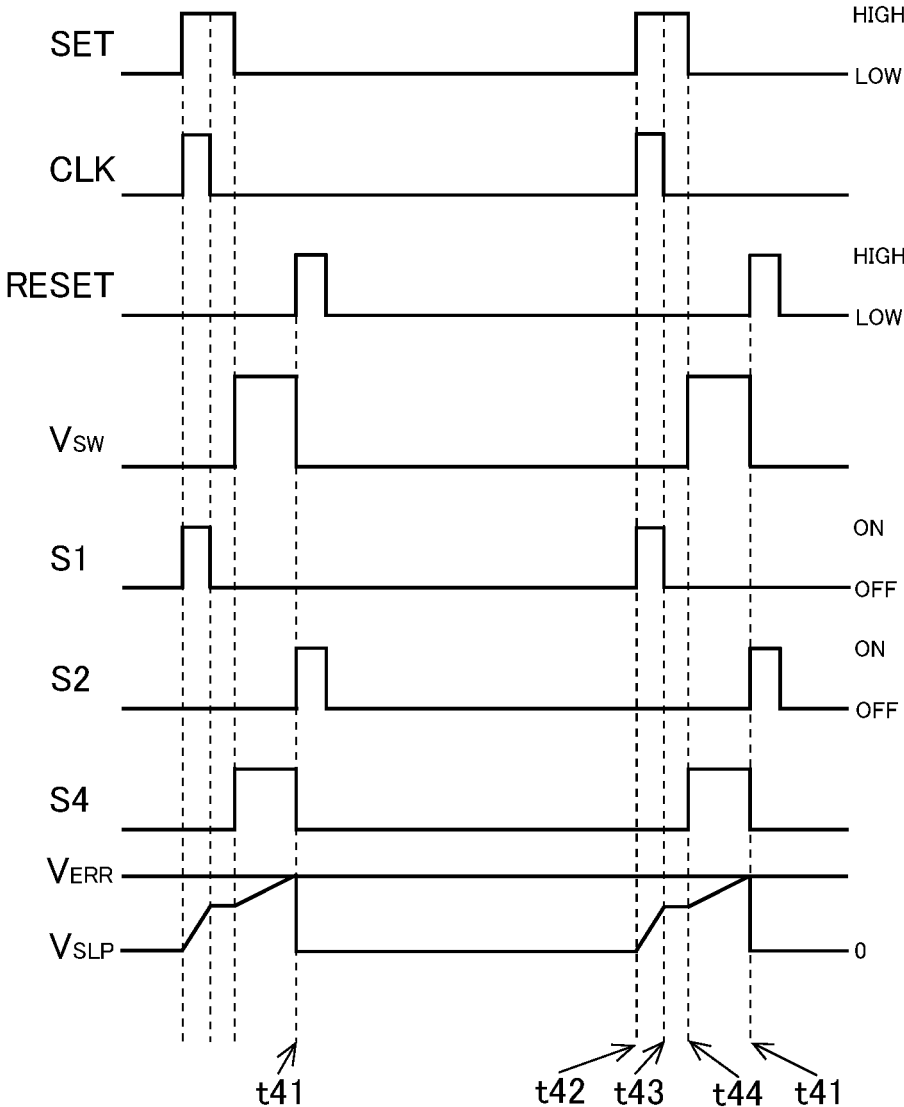 SET
HIGH
LOW
CLK
RESET
HIGH
LOW
VSW
S1
ON
OFF
S2
ON
OFF
S4
VERR
VSLP
0
t41
t42
t43
t44
t41